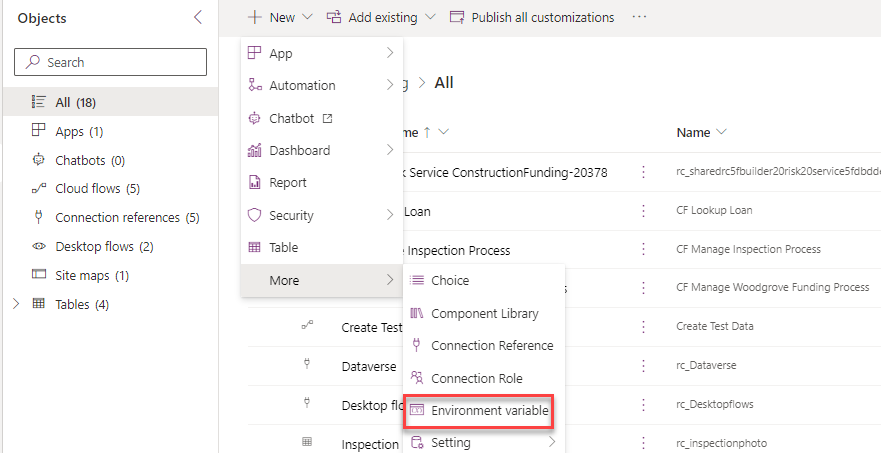 Objects
Search
All (18)
Apps (1)
Chatbots (0)
Cloud flows (5)
Connection references (5)
Desktop flows (2)
Site maps (1)
Tables (4)
New
Add existing
Publish all customizations
App
Automation
Chatbot
Dashboard
Report
Security
Table
More
Choice
Component Library
Connection Reference
Connection Role
Environment variable
Setting
g > All
me ↑
Name
k Service ConstructionFunding-20378
rc_sharedrc5fbuilder20risk20service5fdbdde
Loan
CF Lookup Loan
e Inspection Process
CF Manage Inspection Process
CF Manage Woodgrove Funding Process
Create Test
Create Test Data
Dataverse
rc_Dataverse
Desktop flo
rc_Desktopflows
Inspection
rc_inspectionphoto